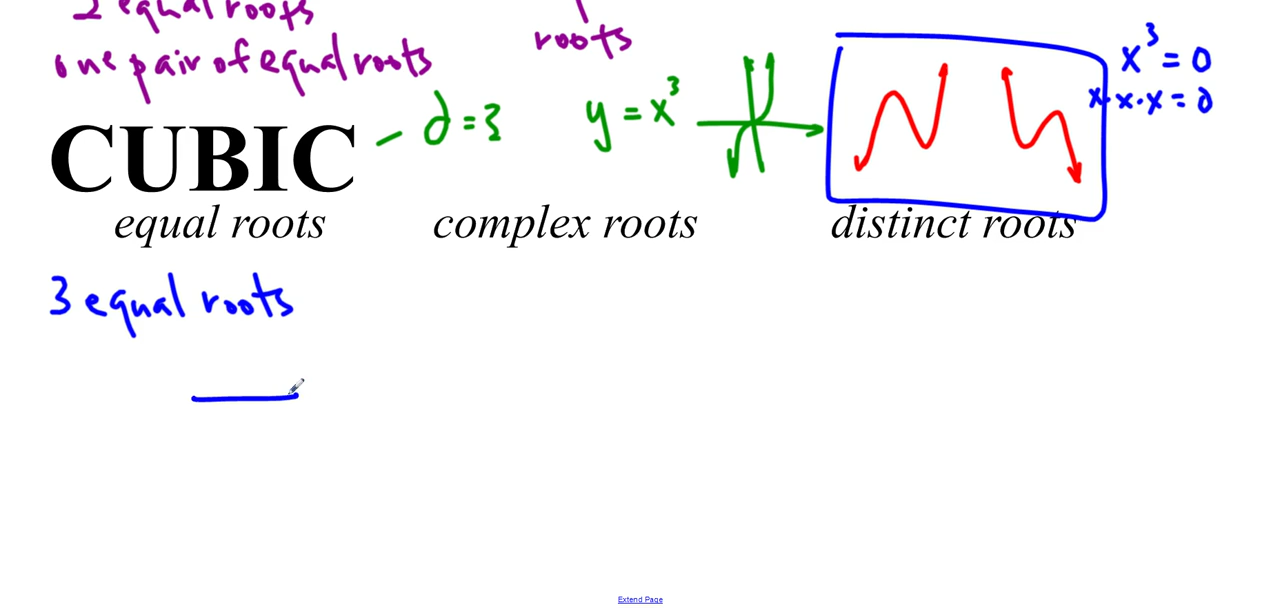 2 equal roots
one pair of equal roots
roots
x³ = 0
x·x·x = 0
CUBIC - d = 3 y = x³
equal roots complex roots distinct roots
3 equal roots
Extend Page